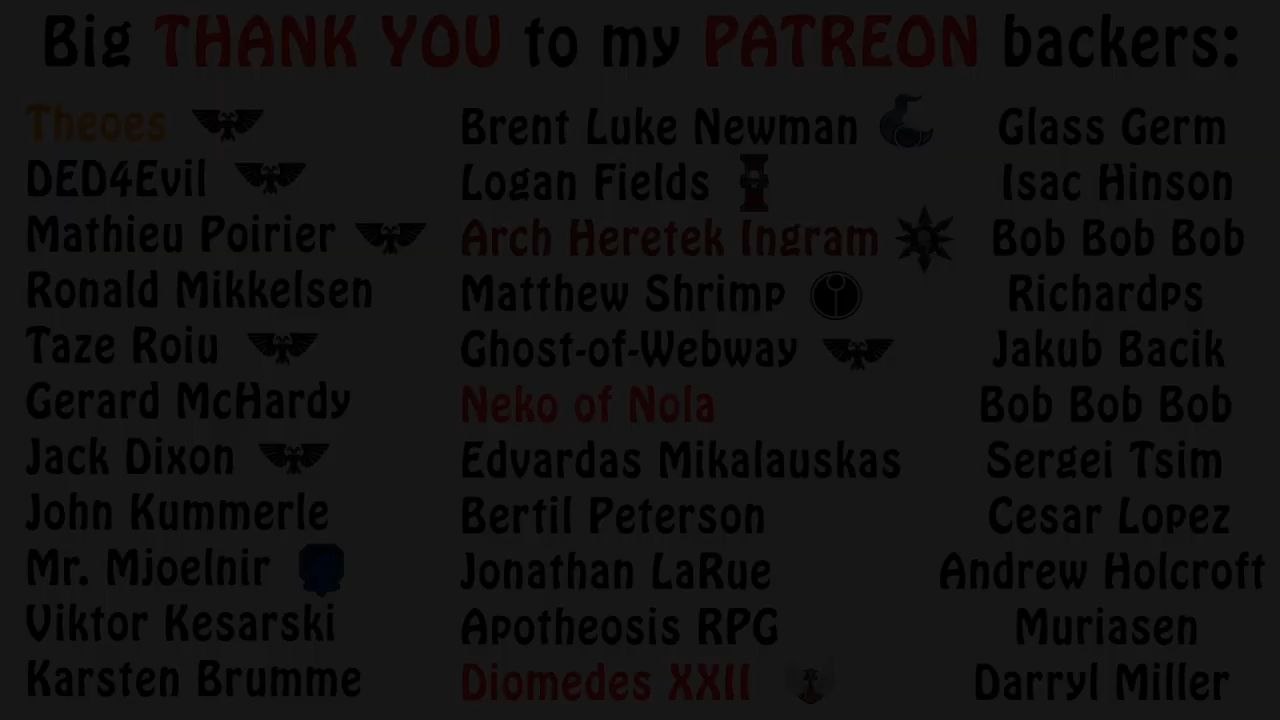 Big THANK YOU to my PATREON backers:
Theoes
DED4Evil
Mathieu Poirier
Ronald Mikkelsen
Taze Roiu
Gerard McHardy
Jack Dixon
John Kummerle
Mr. Mjoelnir
Viktor Kesarski
Karsten Brumme
Brent Luke Newman
Logan Fields
Arch Heretek Ingram
Matthew Shrimp
Ghost-of-Webway
Neko of Nola
Edvardas Mikalauskas
Bertil Peterson
Jonathan LaRue
Apotheosis RPG
Diomedes XXII
Glass Germ
Isac Hinson
Bob Bob Bob
Richardps
Jakub Bacik
Bob Bob Bob
Sergei Tsim
Cesar Lopez
Andrew Holcroft
Muriasen
Darryl Miller